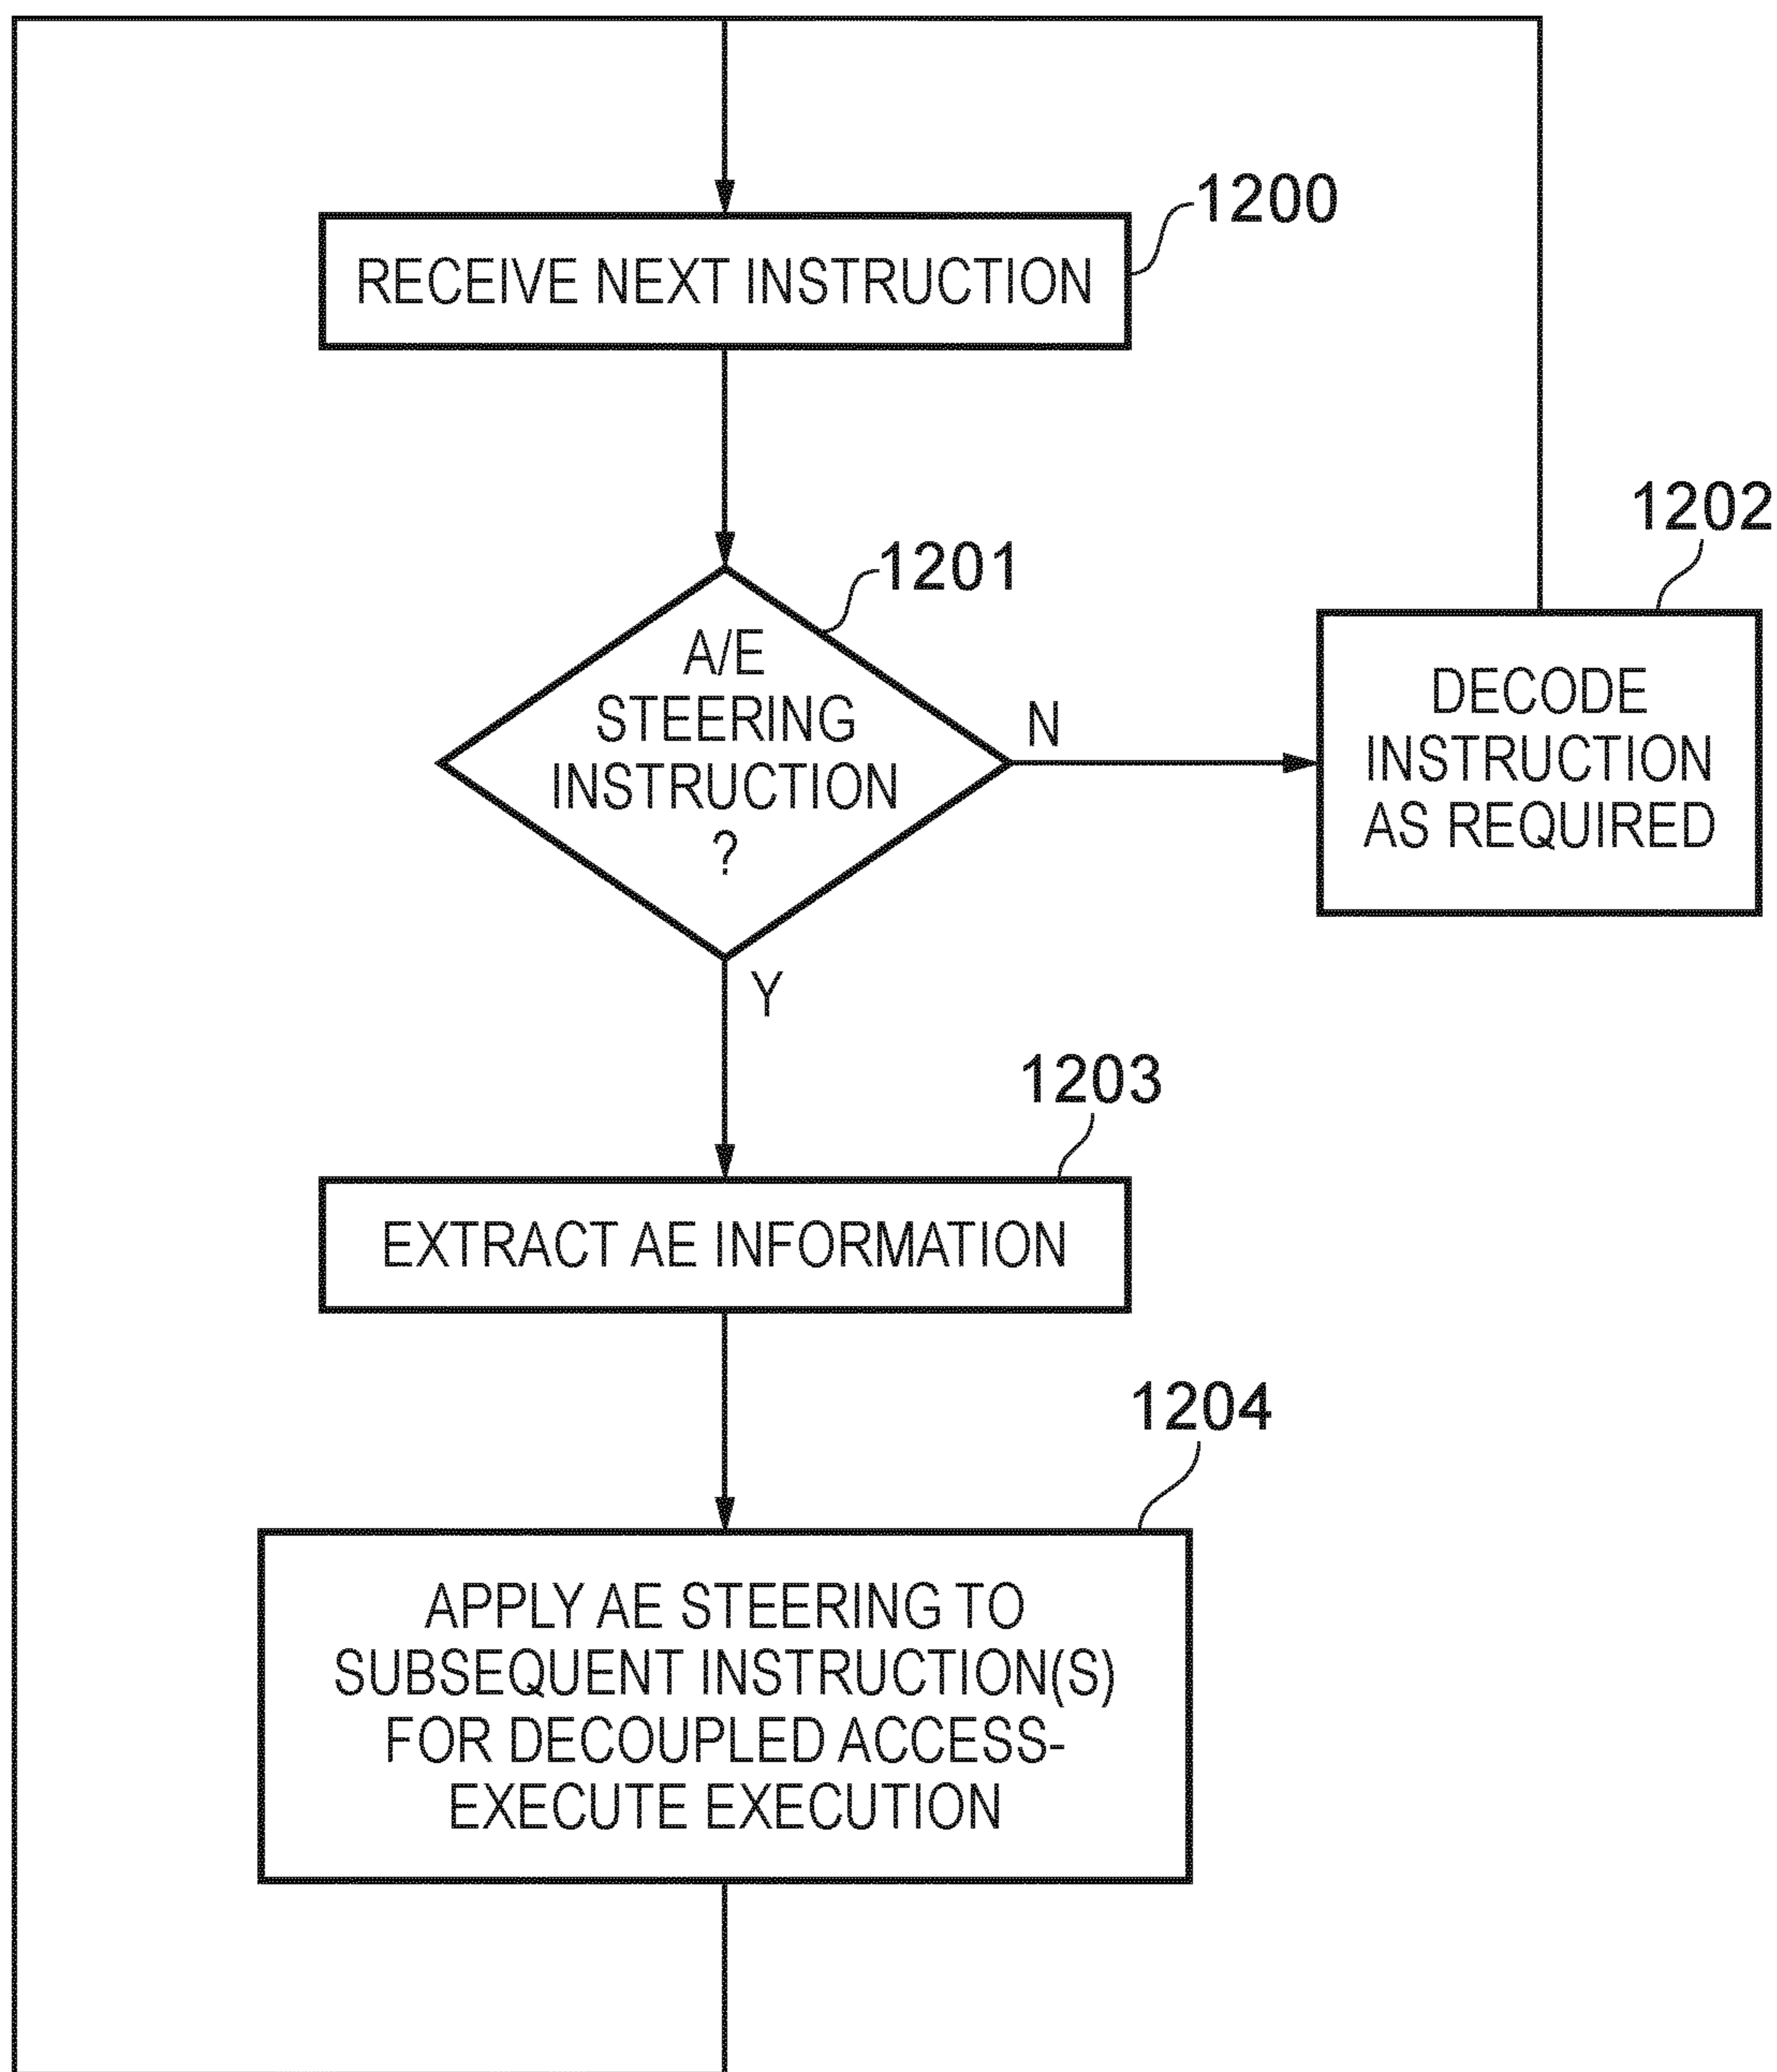 1200
RECEIVE NEXT INSTRUCTION
1201
A/E
STEERING
INSTRUCTION
?
N
1202
DECODE
INSTRUCTION
AS REQUIRED
Y
1203
EXTRACT AE INFORMATION
1204
APPLY AE STEERING TO
SUBSEQUENT INSTRUCTION(S)
FOR DECOUPLED ACCESS-
EXECUTE EXECUTION